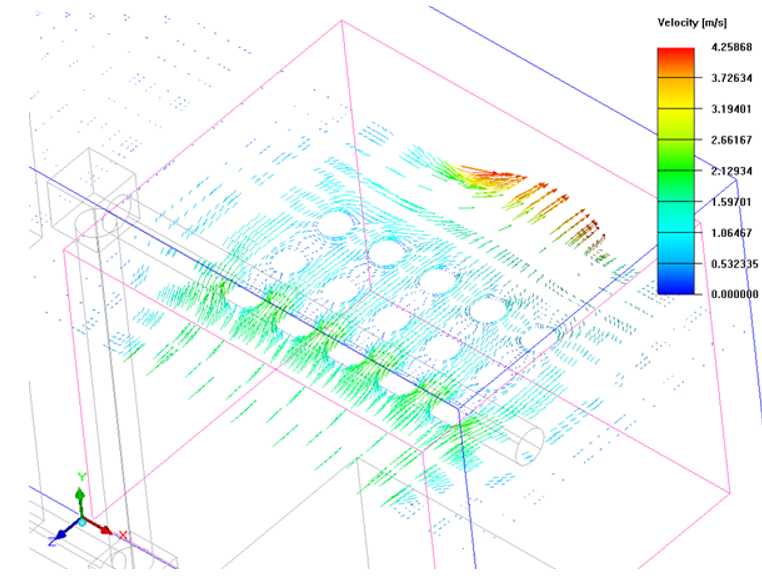 Velocity [m/s]
4.25868
3.72634
3.19401
2.66167
2.12934
1.59701
1.06467
0.532335
0.000000
Y
X
Z